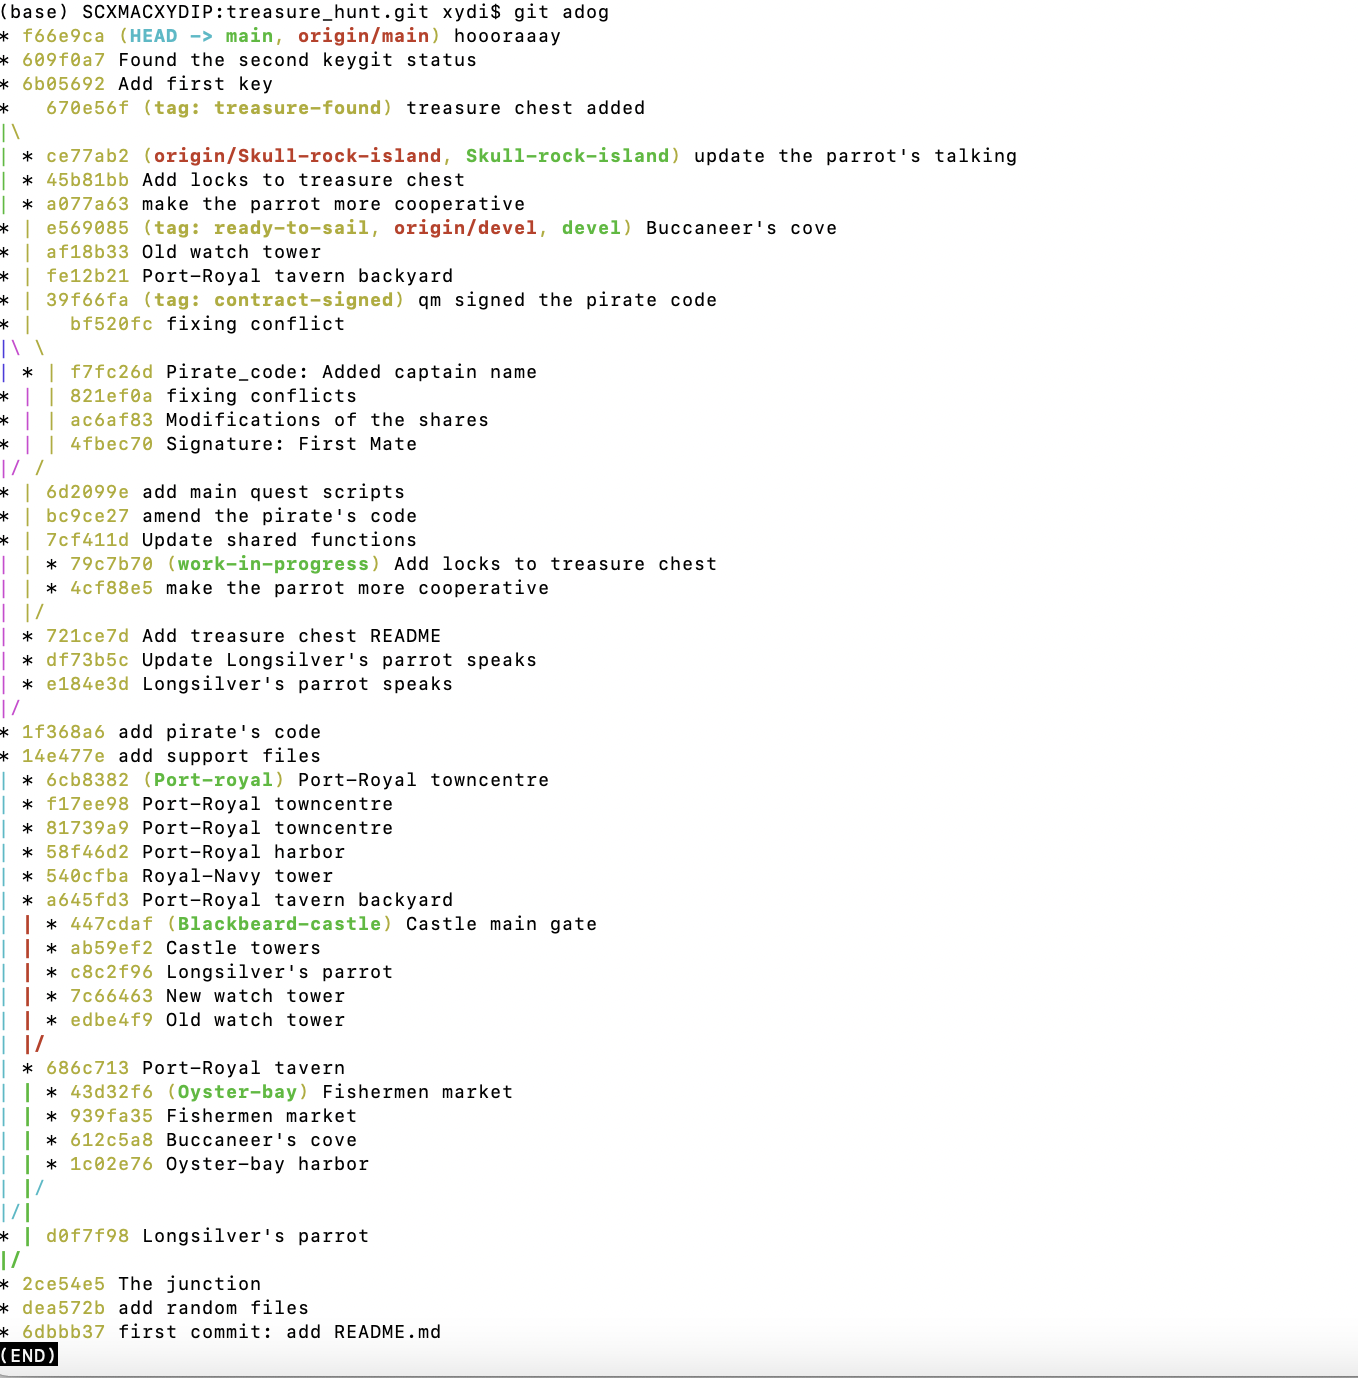 (base) SCXMACXYDIP:treasure_hunt.git xydi$ git adog
* f66e9ca (HEAD -> main, origin/main) hoooraaay
* 609f0a7 Found the second keygit status
* 6b05692 Add first key
*   670e56f (tag: treasure-found) treasure chest added
|\
| * ce77ab2 (origin/Skull-rock-island, Skull-rock-island) update the parrot's talking
| * 45b81bb Add locks to treasure chest
| * a077a63 make the parrot more cooperative
* | e569085 (tag: ready-to-sail, origin/devel, devel) Buccaneer's cove
* | af18b33 Old watch tower
* | fe12b21 Port-Royal tavern backyard
* | 39f66fa (tag: contract-signed) qm signed the pirate code
* |   bf520fc fixing conflict
|\ \
| * | f7fc26d Pirate_code: Added captain name
* | | 821ef0a fixing conflicts
* | | ac6af83 Modifications of the shares
* | | 4fbec70 Signature: First Mate
|/ /
* | 6d2099e add main quest scripts
* | bc9ce27 amend the pirate's code
* | 7cf411d Update shared functions
| | * 79c7b70 (work-in-progress) Add locks to treasure chest
| | * 4cf88e5 make the parrot more cooperative
| |/
| * 721ce7d Add treasure chest README
| * df73b5c Update Longsilver's parrot speaks
| * e184e3d Longsilver's parrot speaks
|/
* 1f368a6 add pirate's code
* 14e477e add support files
| * 6cb8382 (Port-royal) Port-Royal towncentre
| * f17ee98 Port-Royal towncentre
| * 81739a9 Port-Royal towncentre
| * 58f46d2 Port-Royal harbor
| * 540cfba Royal-Navy tower
| * a645fd3 Port-Royal tavern backyard
| | * 447cdaf (Blackbeard-castle) Castle main gate
| | * ab59ef2 Castle towers
| | * c8c2f96 Longsilver's parrot
| | * 7c66463 New watch tower
| | * edbe4f9 Old watch tower
| |/
| * 686c713 Port-Royal tavern
| | * 43d32f6 (Oyster-bay) Fishermen market
| | * 939fa35 Fishermen market
| | * 612c5a8 Buccaneer's cove
| | * 1c02e76 Oyster-bay harbor
| |/
|/|
* | d0f7f98 Longsilver's parrot
|/
* 2ce54e5 The junction
* dea572b add random files
* 6dbbb37 first commit: add README.md
(END)